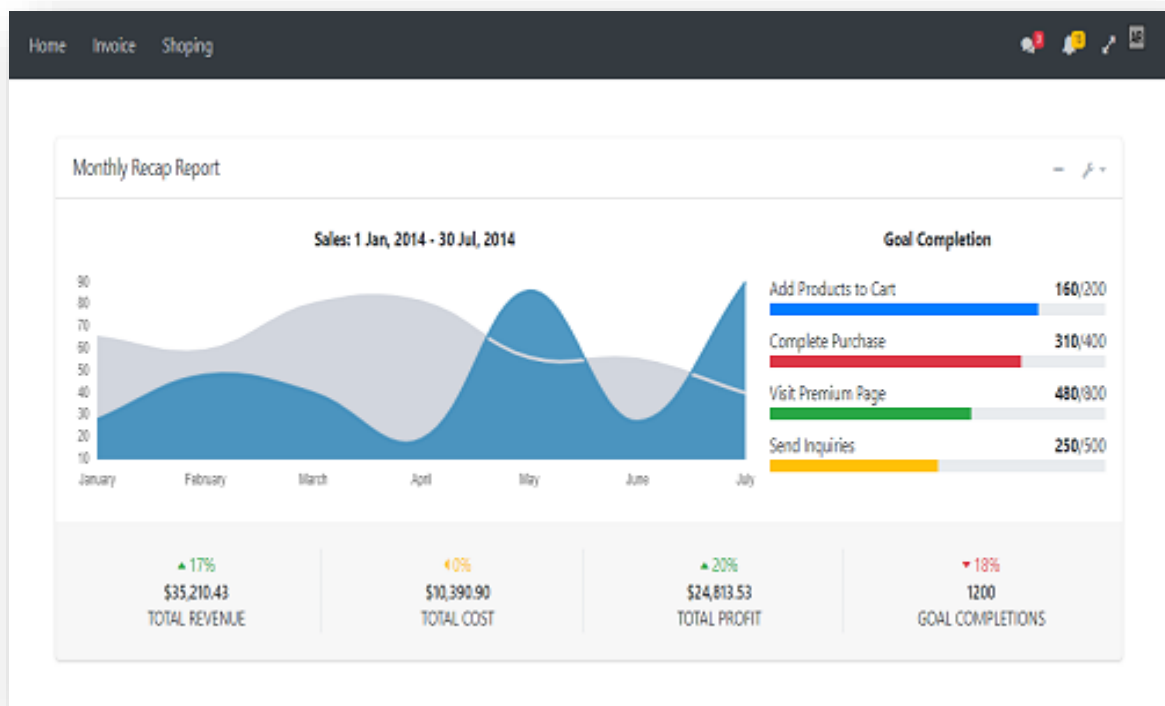 Home Invoice Shoping
3
AR
Monthly Recap Report
Sales: 1 Jan, 2014 - 30 Jul, 2014
90
80
70
60
50
40
30
20
10
January February March April May June July
Goal Completion
Add Products to Cart 160/200
Complete Purchase 310/400
Visit Premium Page 480/800
Send Inquiries 250/500
17%
$35,210.43
TOTAL REVENUE
0%
$10,390.90
TOTAL COST
20%
$24,813.53
TOTAL PROFIT
18%
1200
GOAL COMPLETIONS